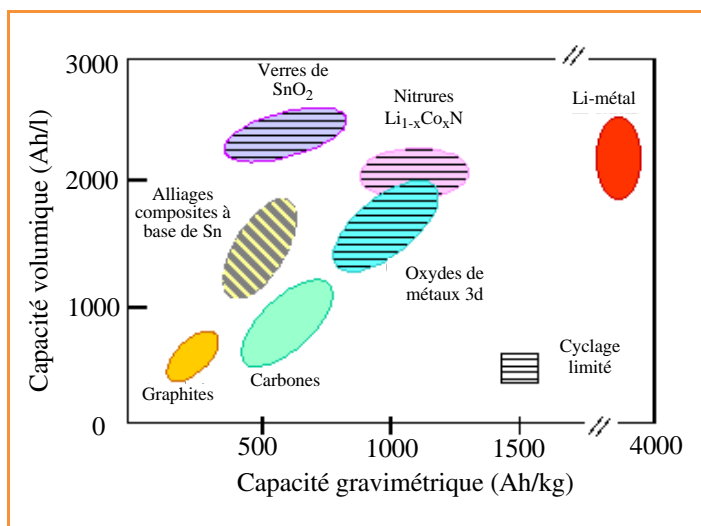 3000
Verres de
SnO2
Nitrures
Li1-xCoxN
Li-métal
2000
Alliages
composites à
base de Sn
Oxydes de
métaux 3d
1000
Cyclage
limité
Graphites
Carbones
0
500
1000
1500
4000
Capacité volumique (Ah/l)
Capacité gravimétrique (Ah/kg)